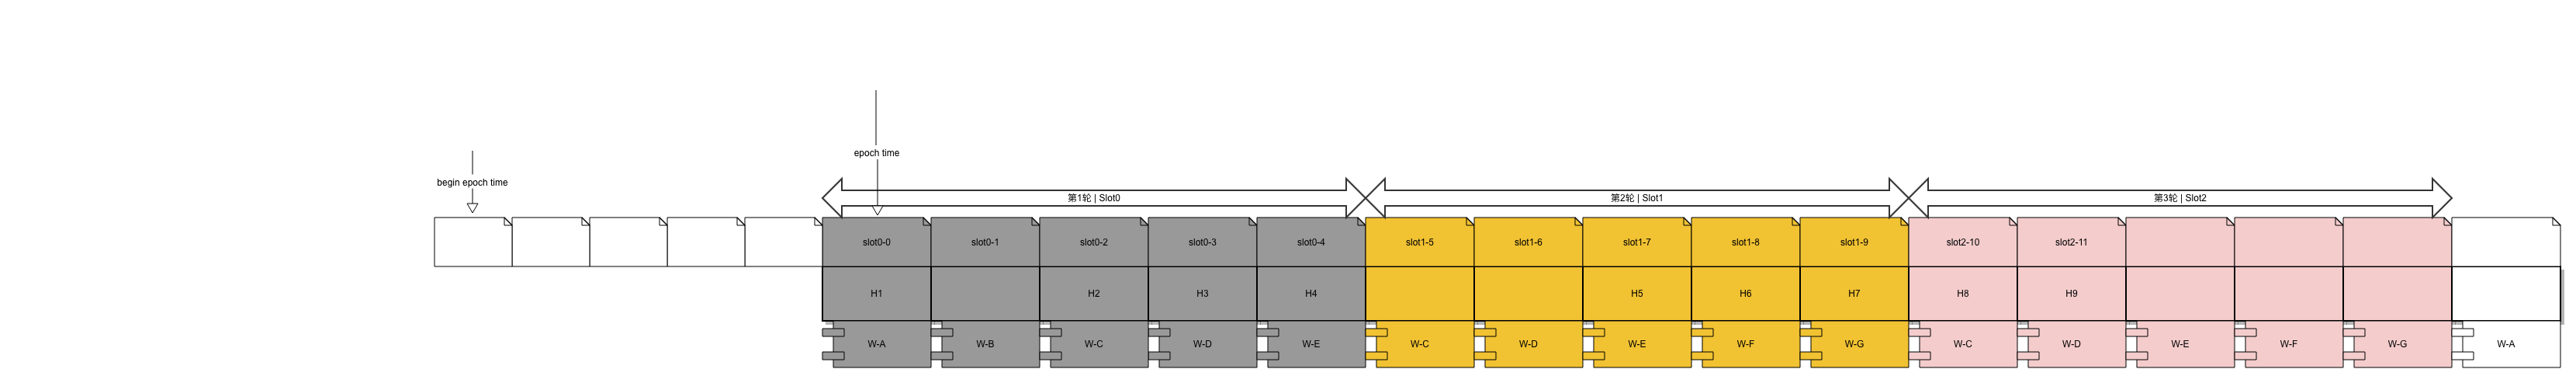 epoch time
begin epoch time
第1轮 | Slot0
第2轮 | Slot1
第3轮 | Slot2
slot0-0
slot0-1
slot0-2
slot0-3
slot0-4
slot1-5
slot1-6
slot1-7
slot1-8
slot1-9
slot2-10
slot2-11
H1
H2
H3
H4
H5
H6
H7
H8
H9
W-A
W-B
W-C
W-D
W-E
W-C
W-D
W-E
W-F
W-G
W-C
W-D
W-E
W-F
W-G
W-A